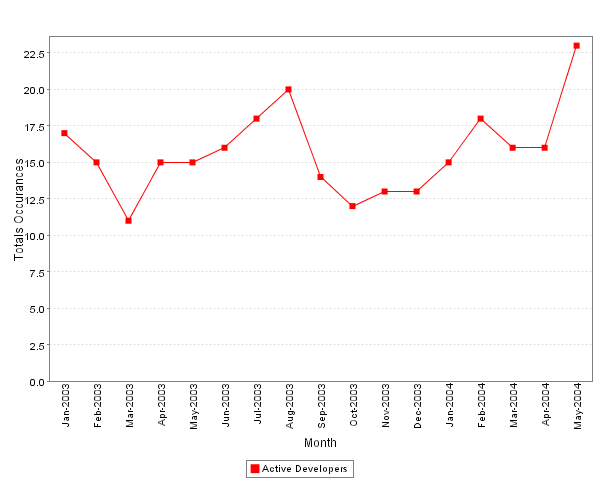 22.5
20.0
17.5
15.0
12.5
10.0
7.5
5.0
2.5
0.0
Totals Occurances
Jan-2003
Feb-2003
Mar-2003
Apr-2003
May-2003
Jun-2003
Jul-2003
Aug-2003
Sep-2003
Oct-2003
Nov-2003
Dec-2003
Jan-2004
Feb-2004
Mar-2004
Apr-2004
May-2004
Month
Active Developers